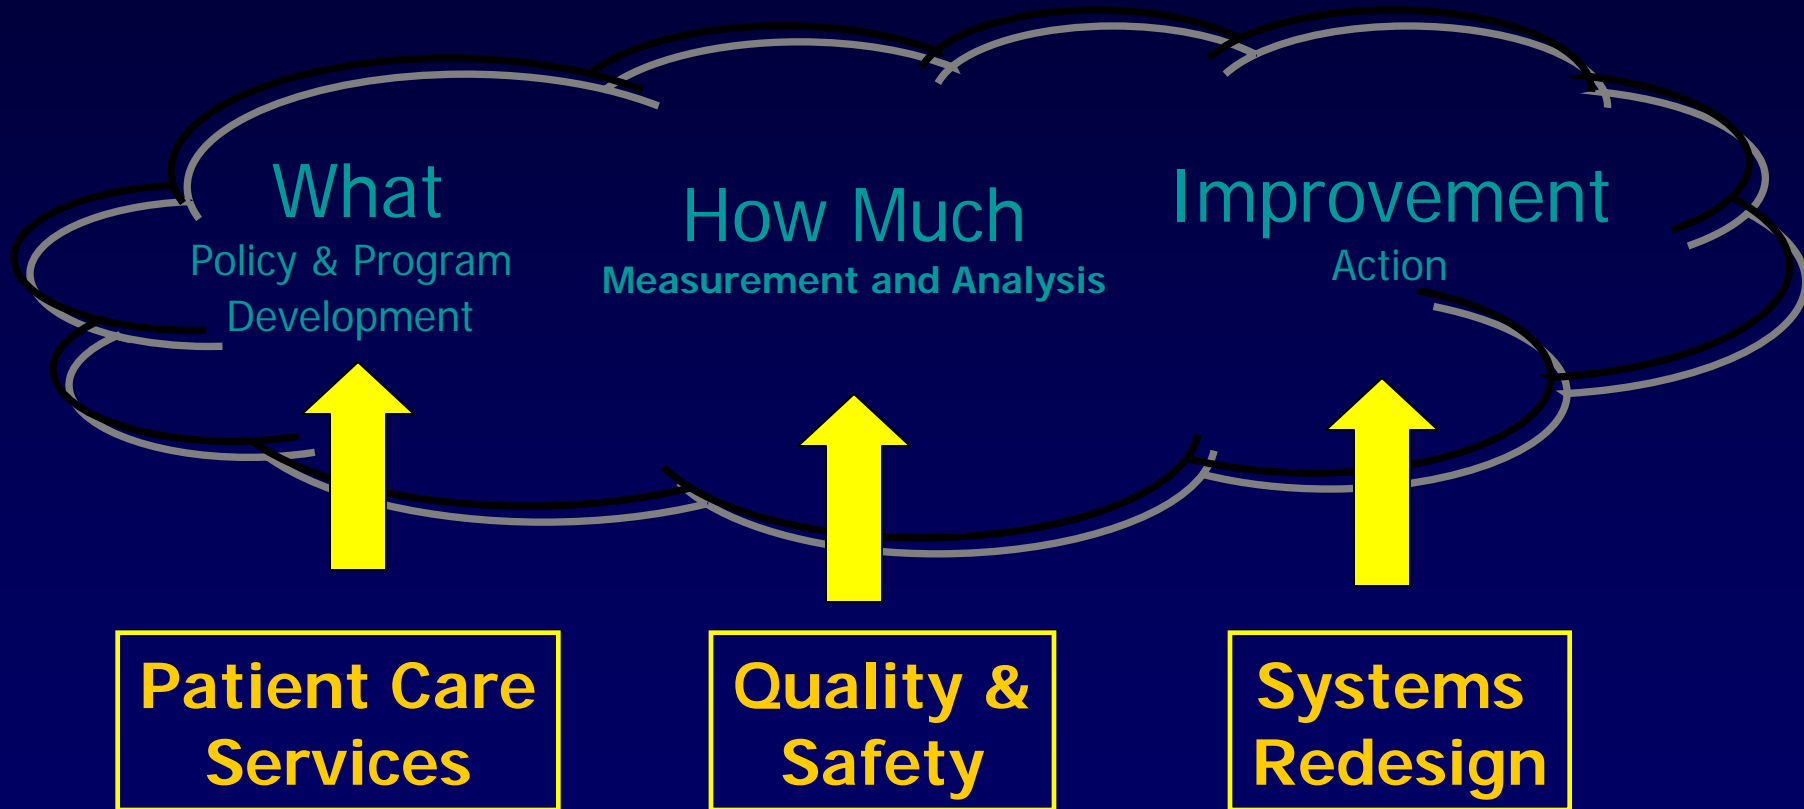 What
Policy & Program
Development
How Much
Measurement and Analysis
Improvement
Action
Patient Care
Services
Quality &
Safety
Systems
Redesign